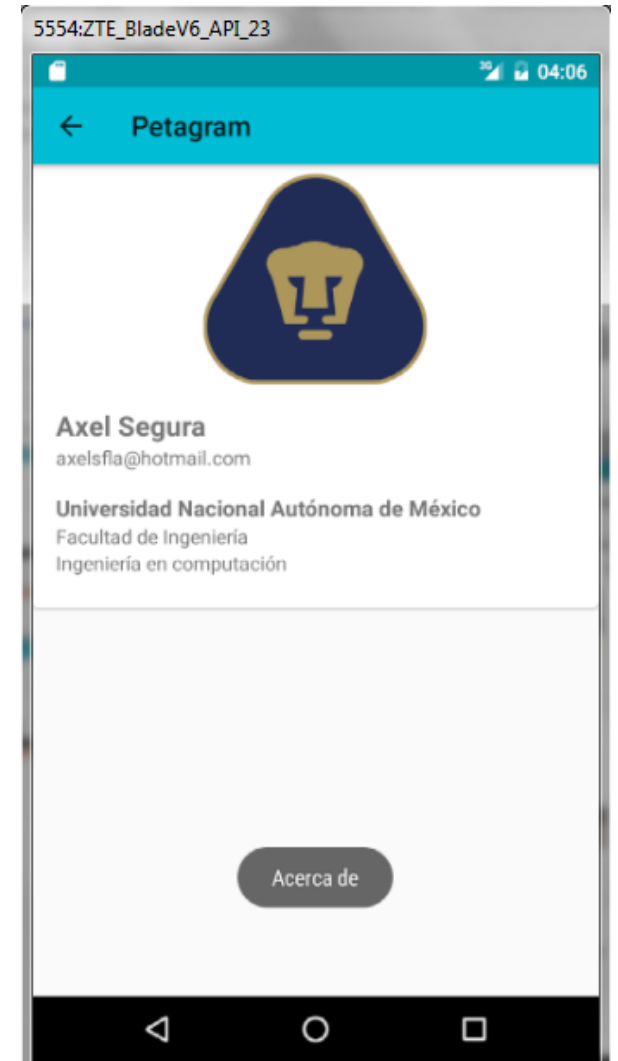 5554:ZTE_BladeV6_API_23
3G 04:06
Petagram
Axel Segura
axelsfla@hotmail.com
Universidad Nacional Autónoma de México
Facultad de Ingeniería
Ingeniería en computación
Acerca de